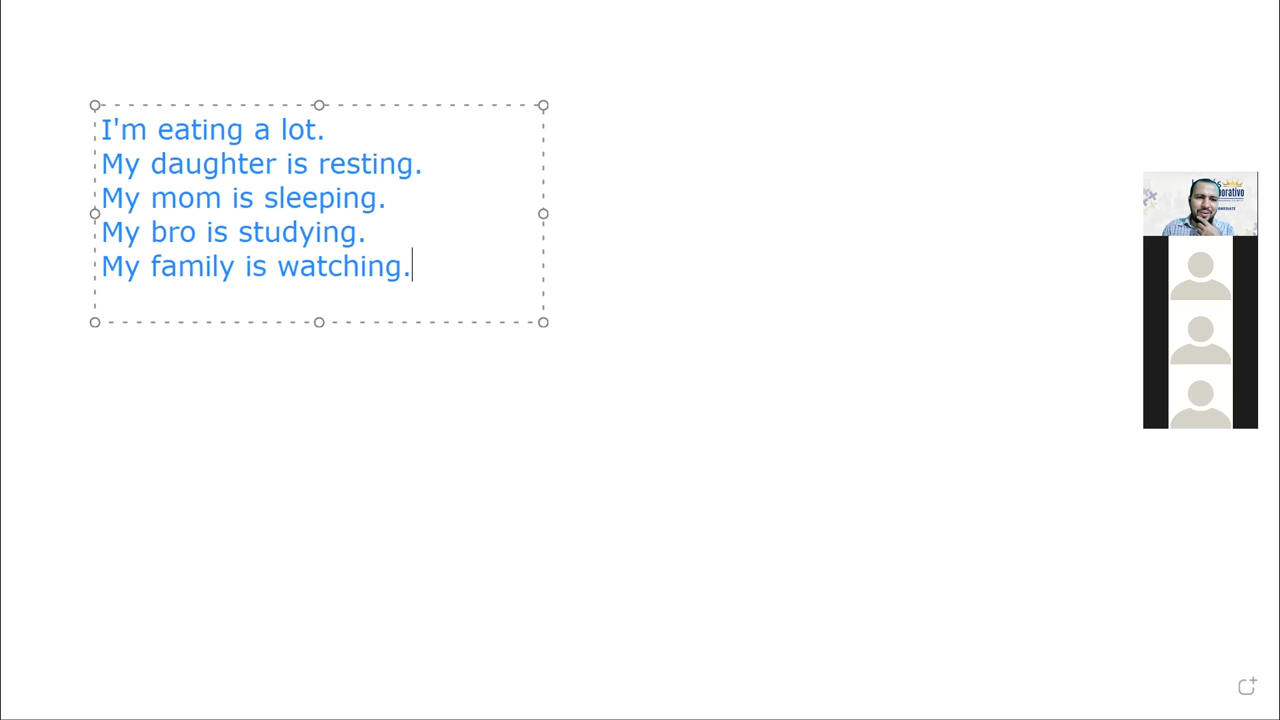 I'm eating a lot.
My daughter is resting.
My mom is sleeping.
My bro is studying.
My family is watching.